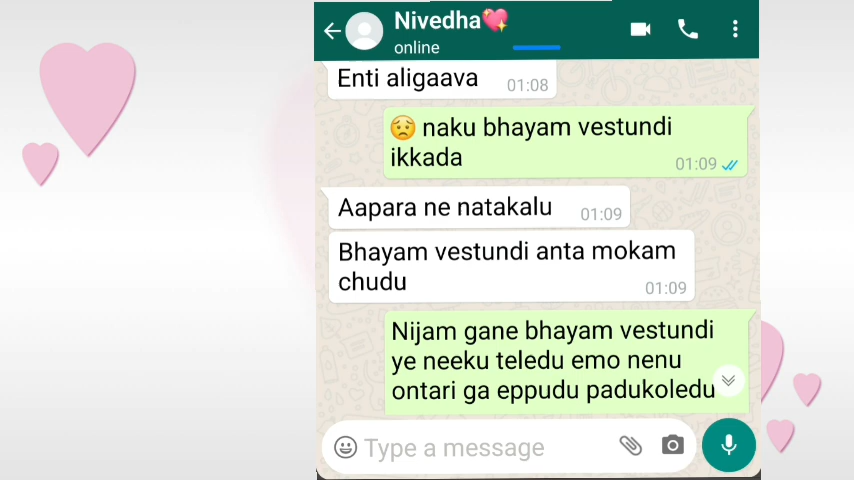 Nivedha💖
online
Enti aligaava
01:08
😟 naku bhayam vestundi
ikkada
01:09
Aapara ne natakalu
01:09
Bhayam vestundi anta mokam
chudu
01:09
Nijam gane bhayam vestundi
ye neeku teledu emo nenu
ontari ga eppudu padukoledu
Type a message